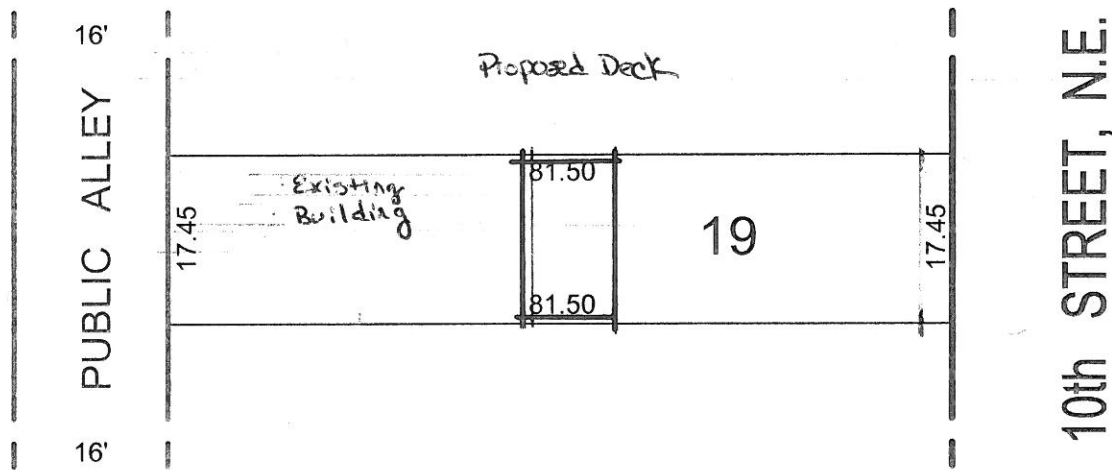 16'
Proposed Deck
PUBLIC ALLEY
81.50
Existing
Building
17.45
19
17.45
81.50
10th STREET, N.E.
16'